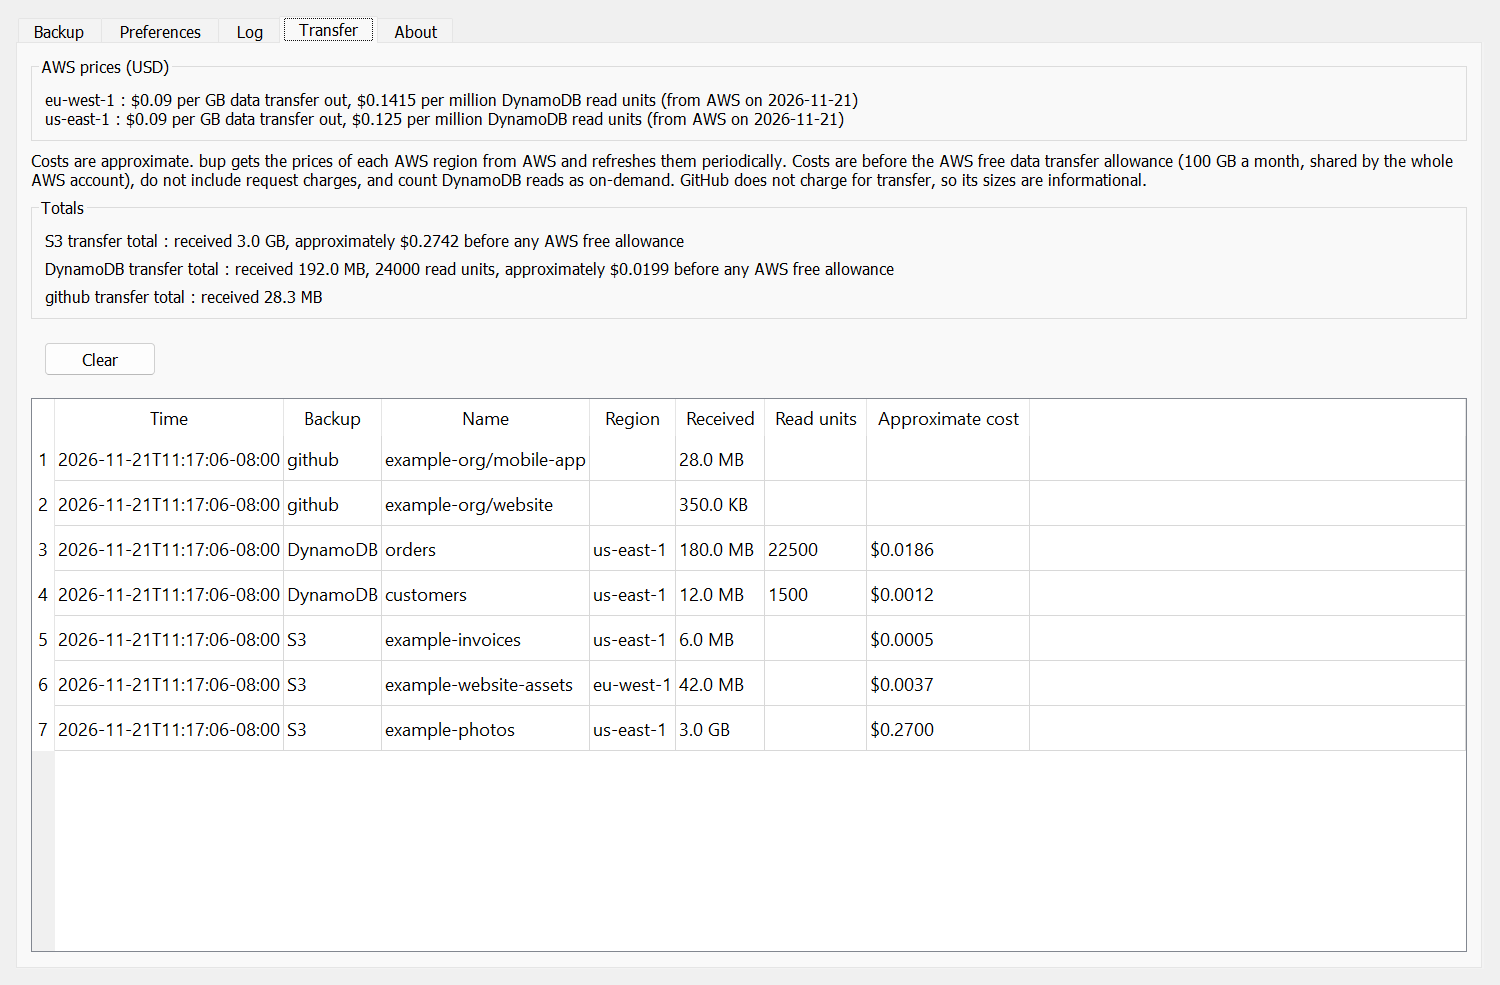 Backup Preferences Log Transfer About
AWS prices (USD)
eu-west-1 : $0.09 per GB data transfer out, $0.1415 per million DynamoDB read units (from AWS on 2026-11-21)
us-east-1 : $0.09 per GB data transfer out, $0.125 per million DynamoDB read units (from AWS on 2026-11-21)
Costs are approximate. bup gets the prices of each AWS region from AWS and refreshes them periodically. Costs are before the AWS free data transfer allowance (100 GB a month, shared by the whole
AWS account), do not include request charges, and count DynamoDB reads as on-demand. GitHub does not charge for transfer, so its sizes are informational.
Totals
S3 transfer total : received 3.0 GB, approximately $0.2742 before any AWS free allowance
DynamoDB transfer total : received 192.0 MB, 24000 read units, approximately $0.0199 before any AWS free allowance
github transfer total : received 28.3 MB
Clear
Time Backup Name Region Received Read units Approximate cost
1 2026-11-21T11:17:06-08:00 github example-org/mobile-app 28.0 MB
2 2026-11-21T11:17:06-08:00 github example-org/website 350.0 KB
3 2026-11-21T11:17:06-08:00 DynamoDB orders us-east-1 180.0 MB 22500 $0.0186
4 2026-11-21T11:17:06-08:00 DynamoDB customers us-east-1 12.0 MB 1500 $0.0012
5 2026-11-21T11:17:06-08:00 S3 example-invoices us-east-1 6.0 MB $0.0005
6 2026-11-21T11:17:06-08:00 S3 example-website-assets eu-west-1 42.0 MB $0.0037
7 2026-11-21T11:17:06-08:00 S3 example-photos us-east-1 3.0 GB $0.2700